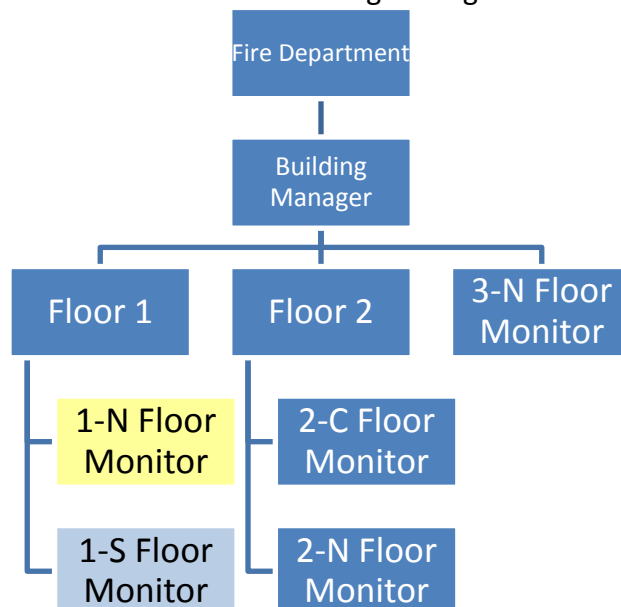 Fire Department
Building
Manager
Floor 1
Floor 2
3-N Floor
Monitor
1-N Floor
Monitor
2-C Floor
Monitor
1-S Floor
Monitor
2-N Floor
Monitor